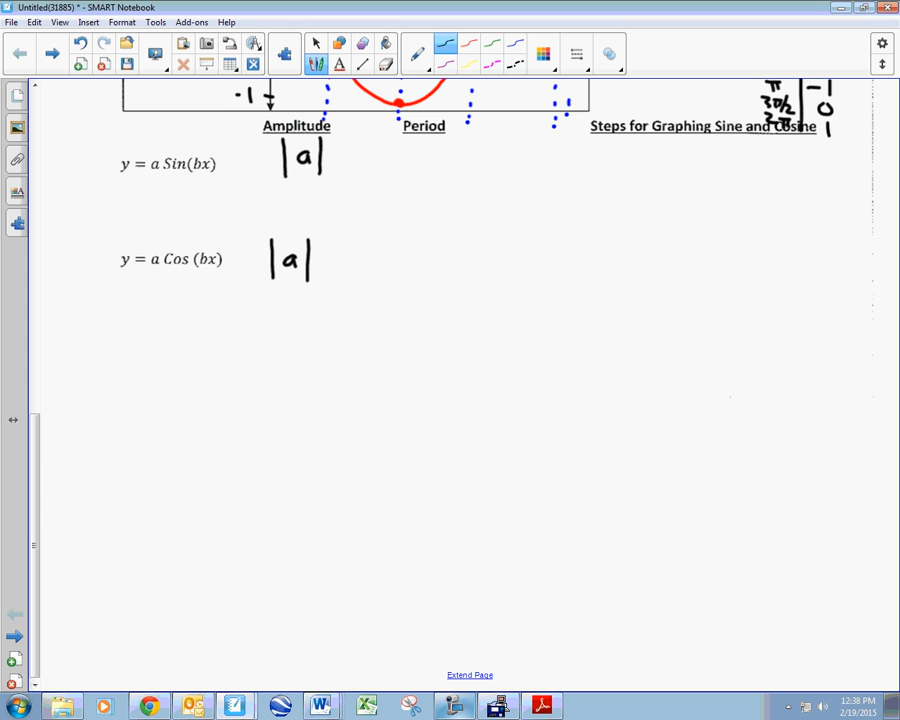 Untitled(31885) * - SMART Notebook
File Edit View Insert Format Tools Add-ons Help
-1
π | -1
3π/2 | 0
2π | 1
Amplitude Period Steps for Graphing Sine and Cosine
y = a Sin(bx) |a|
y = a Cos (bx) |a|
Extend Page
12:38 PM
2/19/2015